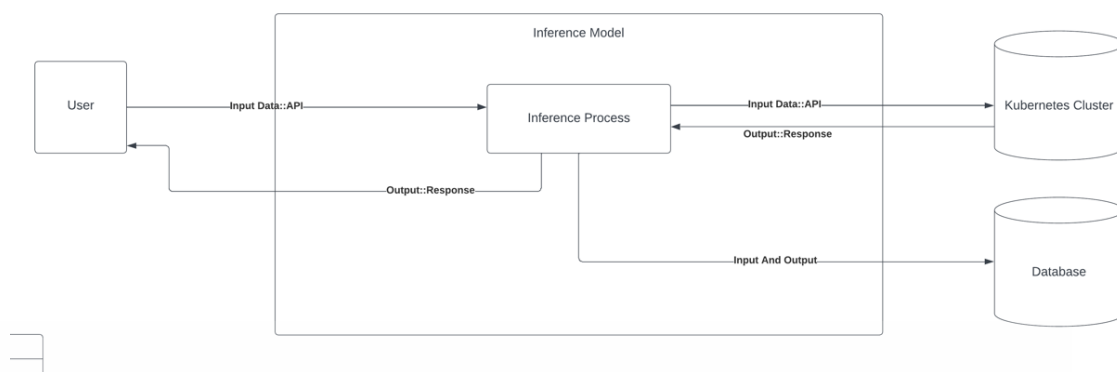 Inference Model
User
Input Data::API
Inference Process
Input Data::API
Kubernetes Cluster
Output::Response
Output::Response
Input And Output
Database